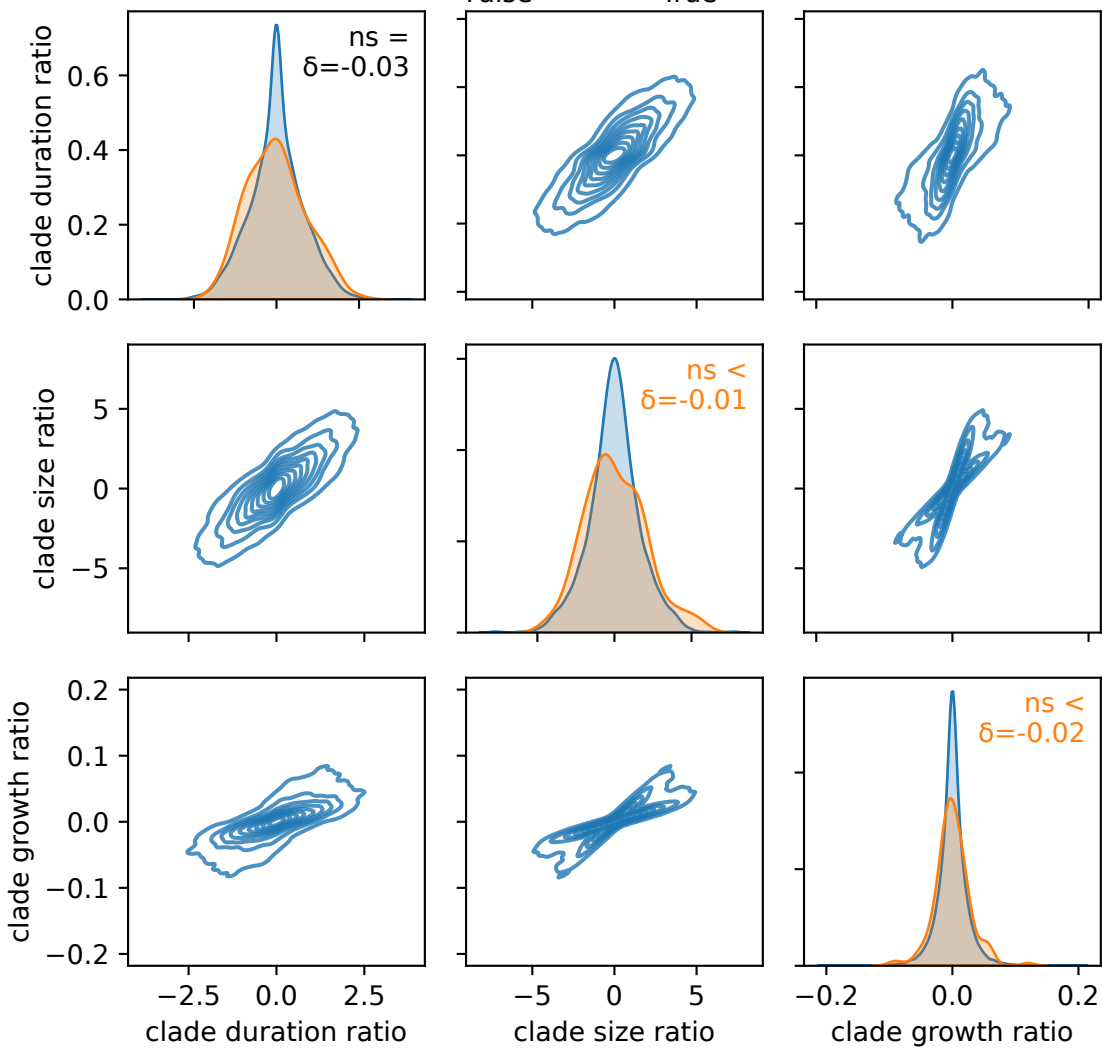 clade duration ratio
0.6
0.4
0.2
0.0
ns =
δ=-0.03
clade size ratio
5
0
−5
ns <
δ=-0.01
clade growth ratio
0.2
0.1
0.0
−0.1
−0.2
ns <
δ=-0.02
−2.5 0.0 2.5
−5 0 5
−0.2 0.0 0.2
clade duration ratio
clade size ratio
clade growth ratio